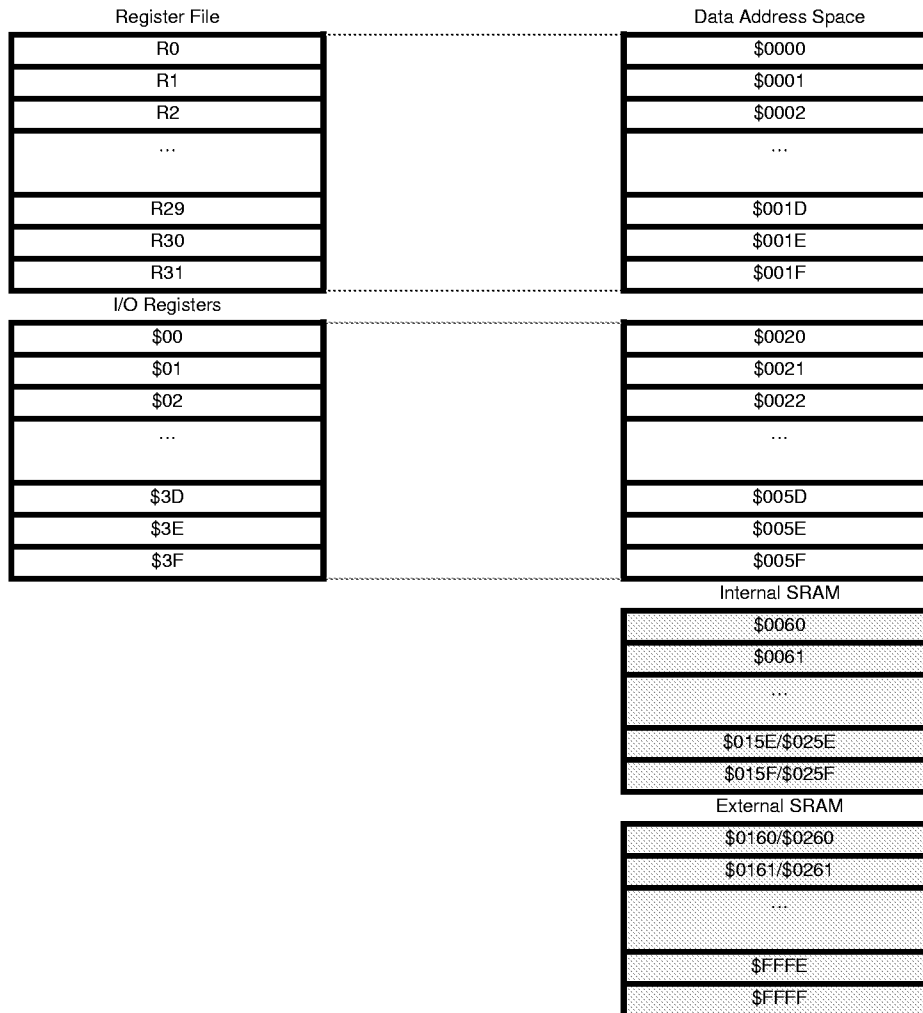 Register File Data Address Space
R0 $0000
R1 $0001
R2 $0002
... ...
R29 $001D
R30 $001E
R31 $001F
I/O Registers
$00 $0020
$01 $0021
$02 $0022
... ...
$3D $005D
$3E $005E
$3F $005F
Internal SRAM
$0060
$0061
...
$015E/$025E
$015F/$025F
External SRAM
$0160/$0260
$0161/$0261
...
$FFFE
$FFFF